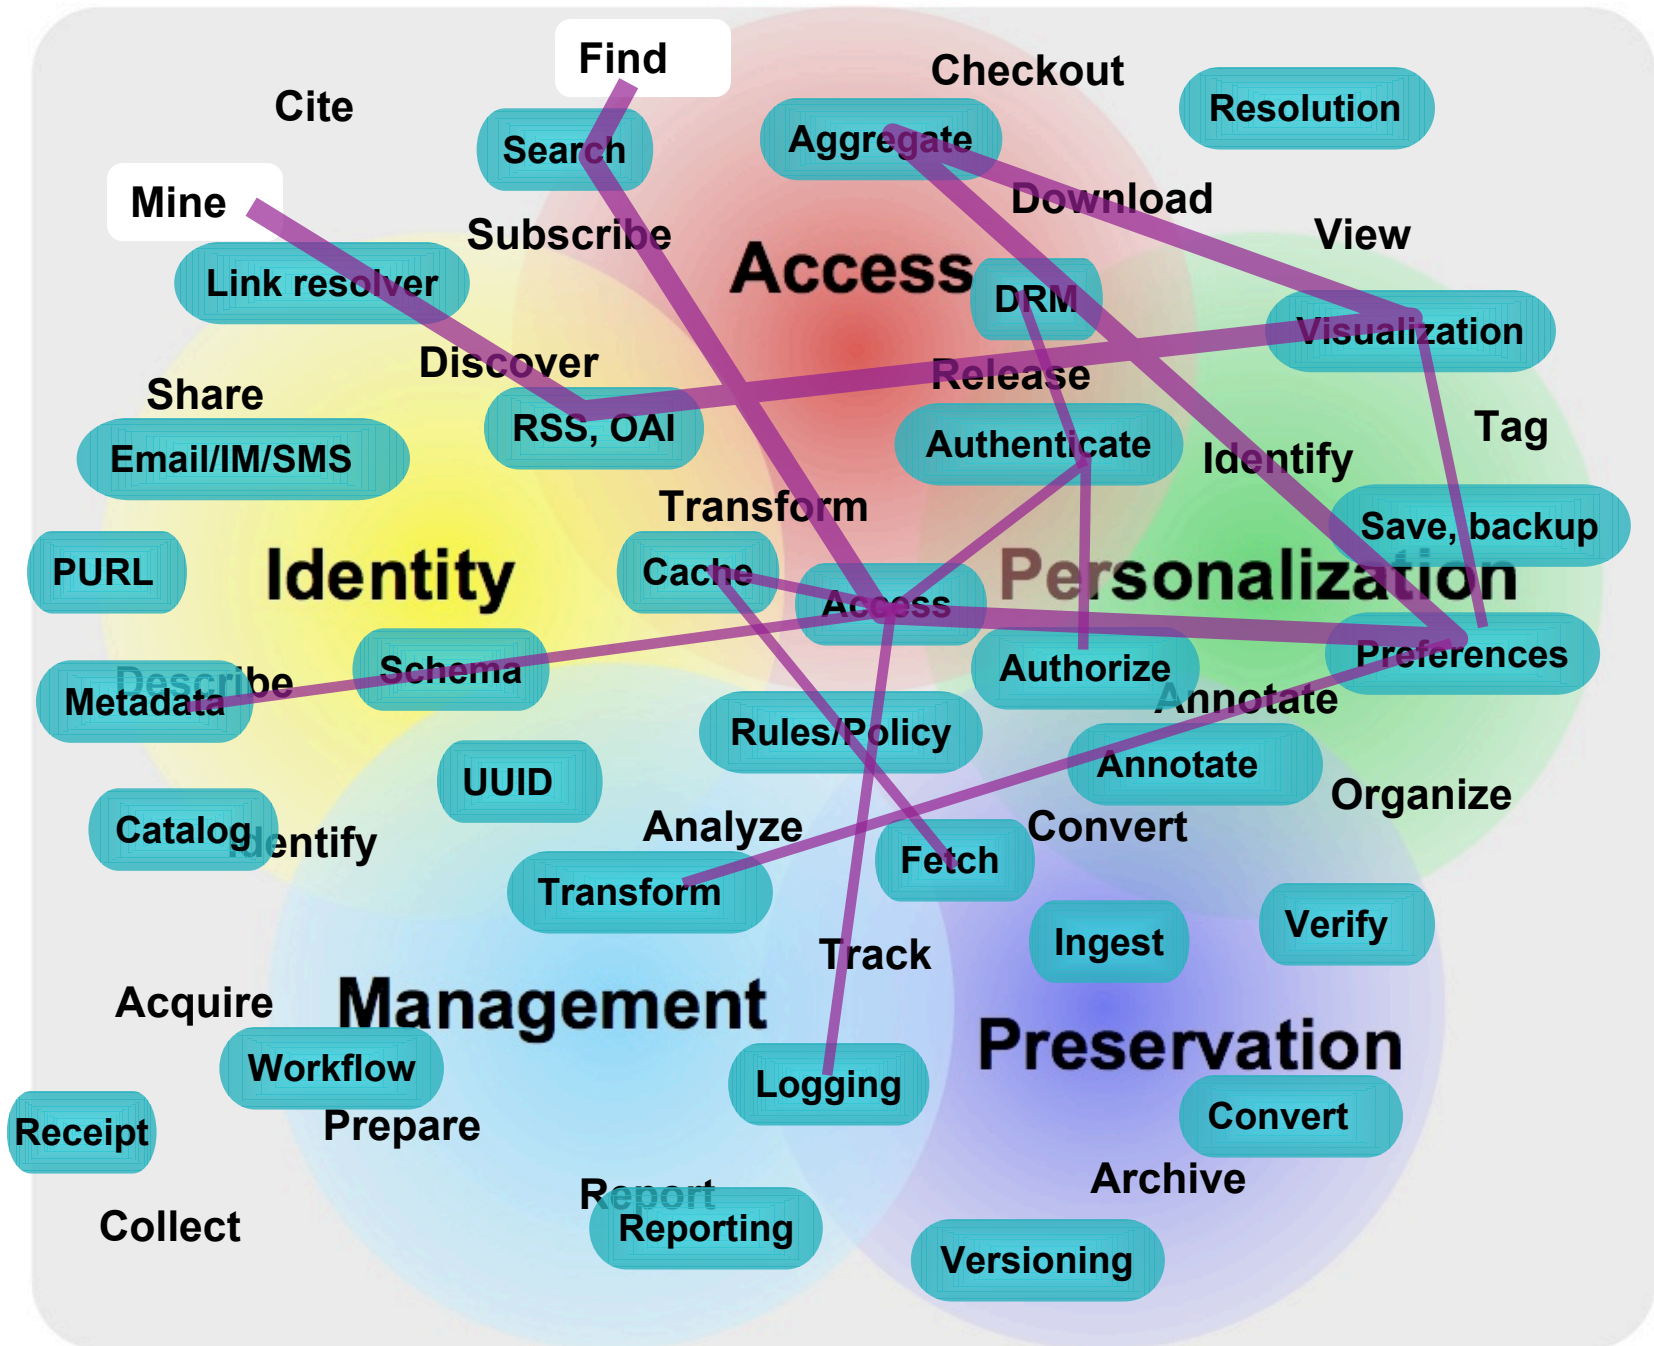 Find
Checkout
Cite
Resolution
Aggregate
Search
Mine
Download
Subscribe
View
Access
Link resolver
DRM
Visualization
Discover
Release
Share
Tag
RSS, OAI
Authenticate
Email/IM/SMS
Identify
Transform
Save, backup
PURL
Identity
Cache
Personalization
Access
Schema
Authorize
Preferences
Describe
Metadata
Annotate
Rules/Policy
Annotate
UUID
Organize
Analyze
Convert
Catalog
Identify
Fetch
Transform
Verify
Ingest
Track
Acquire
Management
Preservation
Workflow
Logging
Convert
Prepare
Receipt
Archive
Report
Collect
Reporting
Versioning